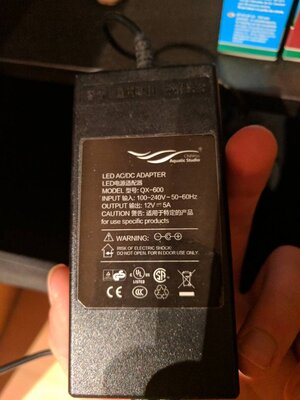 Chihiros
Aquatic Studio
LED AC/DC ADAPTER
LED电源适配器
MODEL 型号: QX-600
INPUT 输入: 100-240V~50-60Hz
OUTPUT 输出: 12V⎓5A
CAUTION 警告: 适于特定的产品
for use specific products
WARNING:
RISK OF ELECTRIC SHOCK.
DO NOT OPEN. FOR IN DOOR USE ONLY.
LISTED